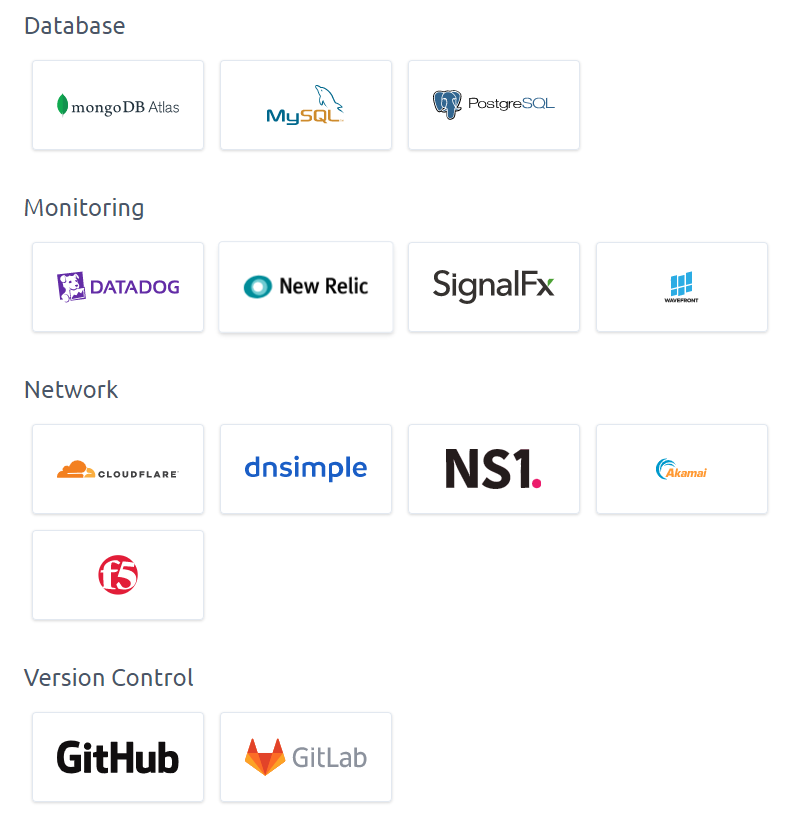 Database
mongoDB Atlas
MySQL™
PostgreSQL
Monitoring
DATADOG
New Relic
SignalFx
WAVEFRONT
Network
CLOUDFLARE
dnsimple
NS1.
Akamai
f5
Version Control
GitHub
GitLab